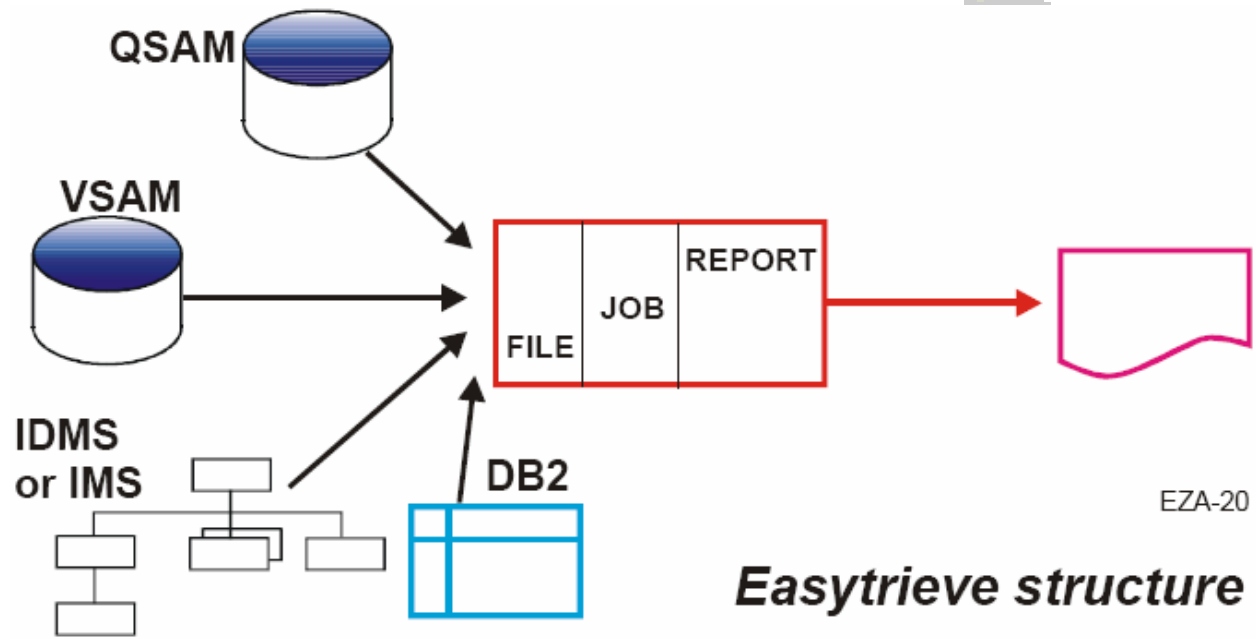 QSAM
VSAM
REPORT
JOB
FILE
IDMS
or IMS
DB2
EZA-20
Easytrieve structure